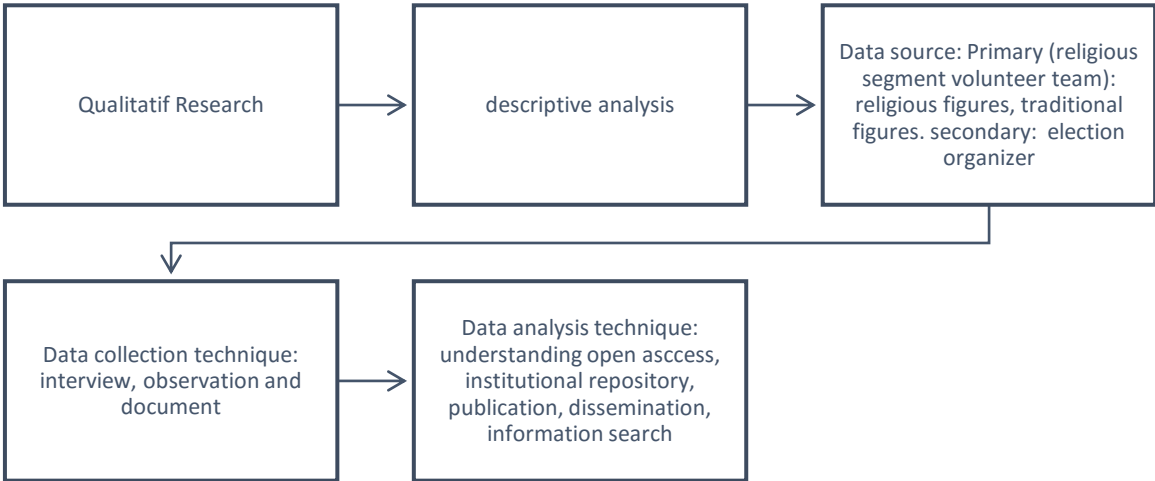 Qualitatif Research
descriptive analysis
Data source: Primary (religious
segment volunteer team):
religious figures, traditional
figures. secondary:  election
organizer
Data collection technique:
interview, observation and
document
Data analysis technique:
understanding open asccess,
institutional repository,
publication, dissemination,
information search